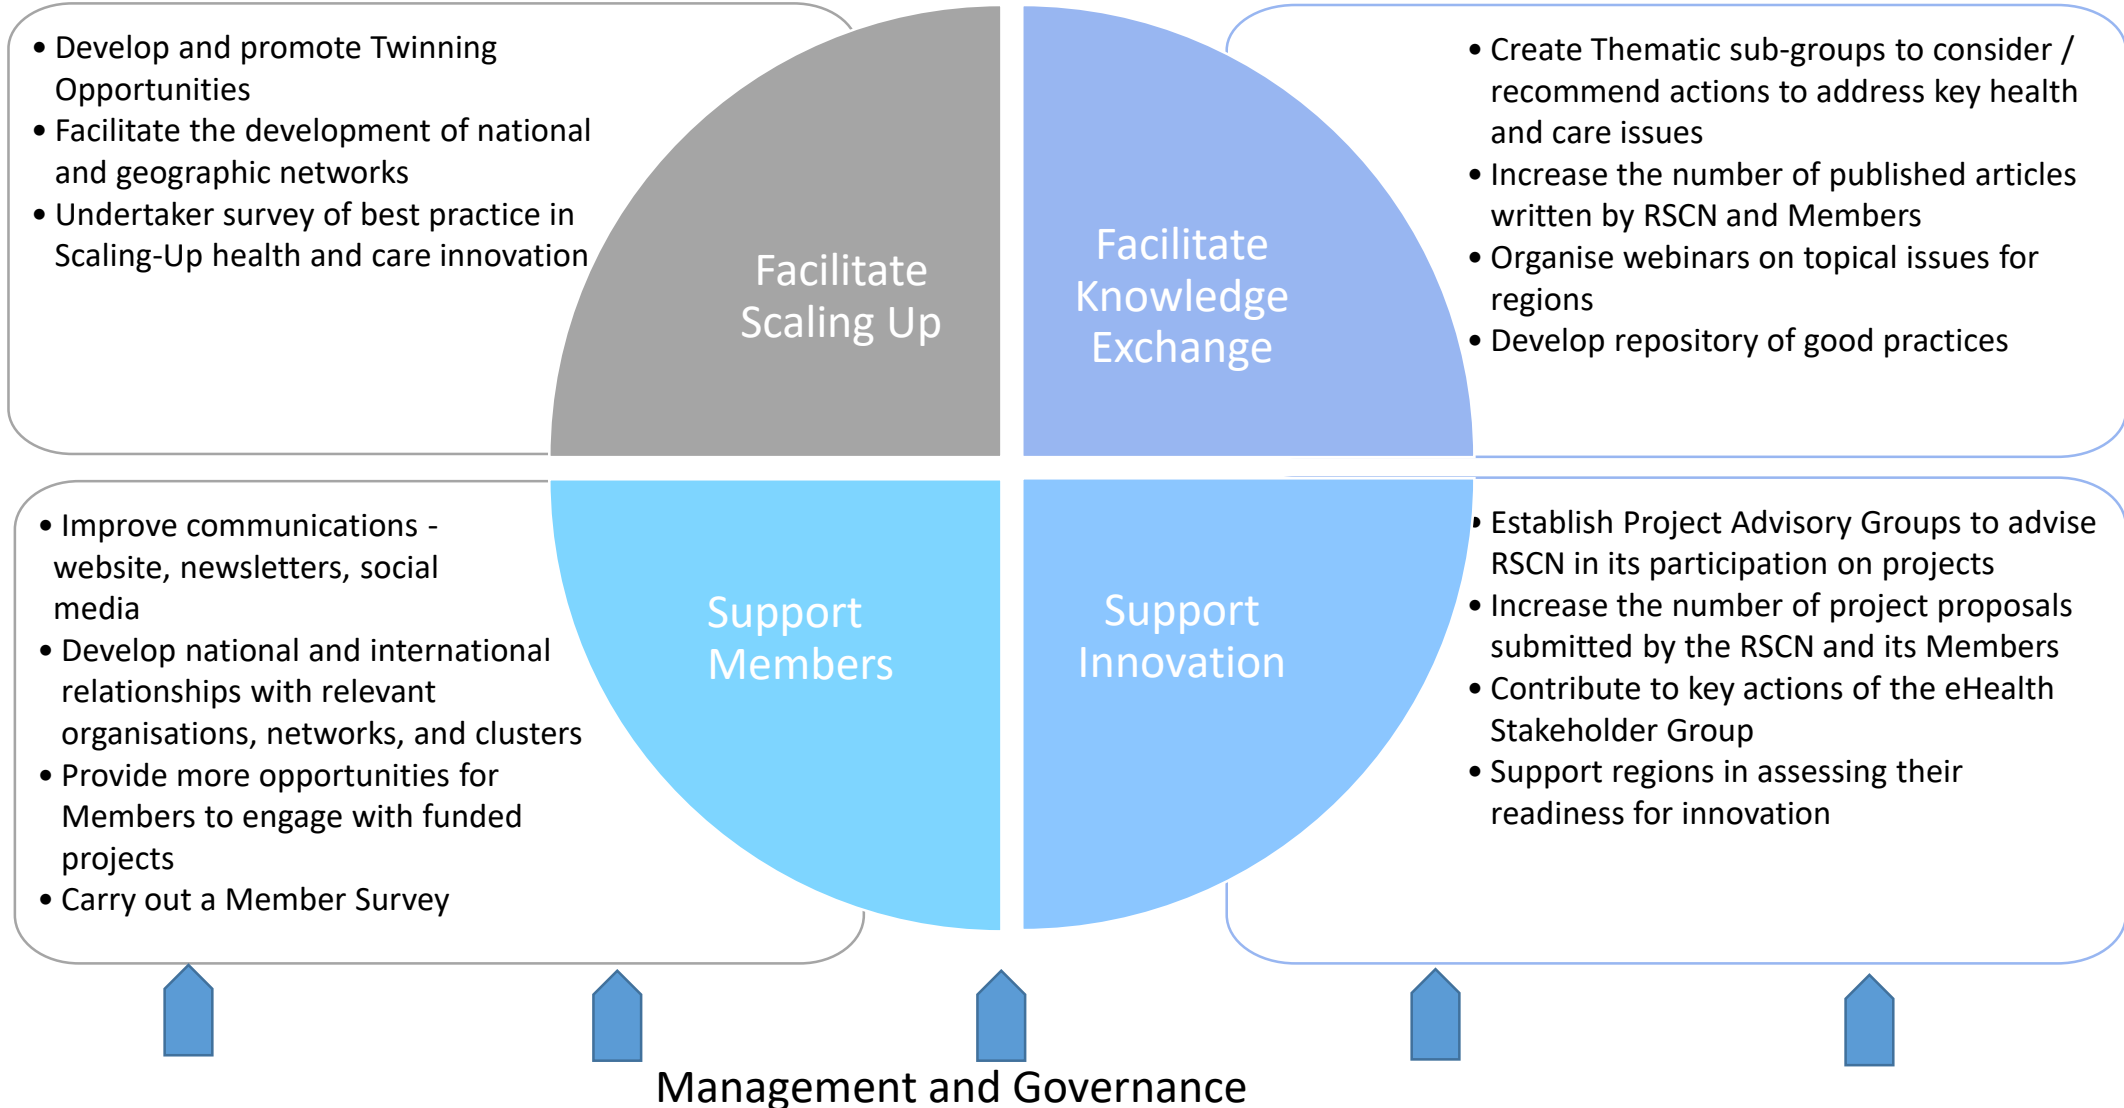 • Develop and promote Twinning
Opportunities
• Facilitate the development of national
and geographic networks
• Undertaker survey of best practice in
Scaling-Up health and care innovation
Facilitate
Scaling Up
Facilitate
Knowledge
Exchange
• Create Thematic sub-groups to consider /
recommend actions to address key health
and care issues
• Increase the number of published articles
written by RSCN and Members
• Organise webinars on topical issues for
regions
• Develop repository of good practices
• Improve communications -
website, newsletters, social
media
• Develop national and international
relationships with relevant
organisations, networks, and clusters
• Provide more opportunities for
Members to engage with funded
projects
• Carry out a Member Survey
Support
Members
Support
Innovation
• Establish Project Advisory Groups to advise
RSCN in its participation on projects
• Increase the number of project proposals
submitted by the RSCN and its Members
• Contribute to key actions of the eHealth
Stakeholder Group
• Support regions in assessing their
readiness for innovation
Management and Governance